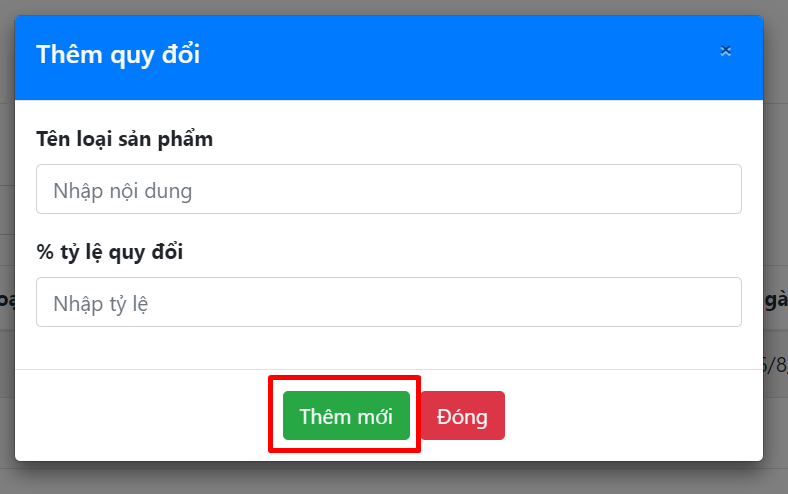 Thêm quy đổi
×
Tên loại sản phẩm
Nhập nội dung
% tỷ lệ quy đổi
Nhập tỷ lệ
Thêm mới
Đóng